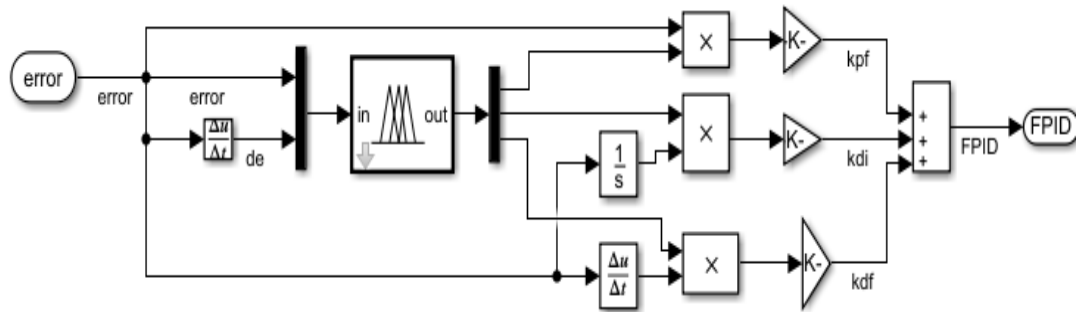 error
error
error
Δu
Δt
de
in
out
×
-K-
kpf
1
s
×
K-
kdi
Δu
Δt
×
K-
kdf
+
+
+
FPID
FPID